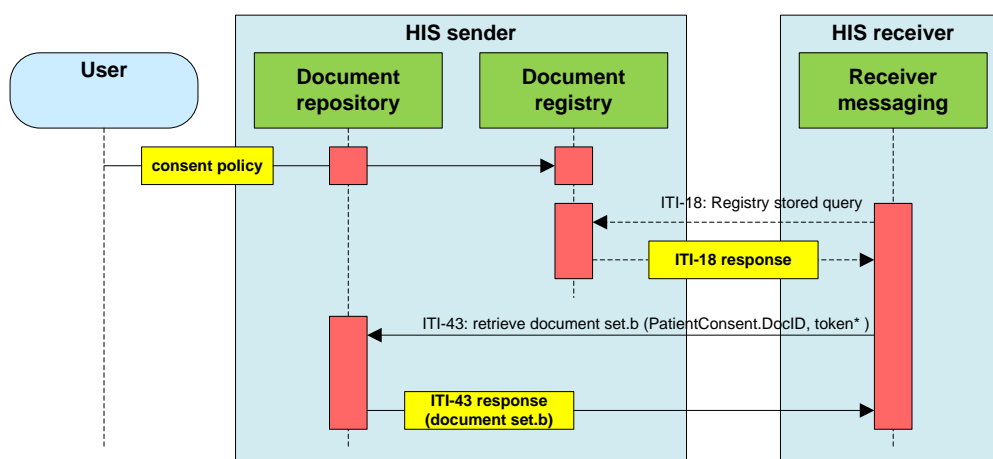 HIS sender
HIS receiver
User
Document
repository
Document
registry
Receiver
messaging
consent policy
ITI-18: Registry stored query
ITI-18 response
ITI-43: retrieve document set.b (PatientConsent.DocID, token* )
ITI-43 response
(document set.b)